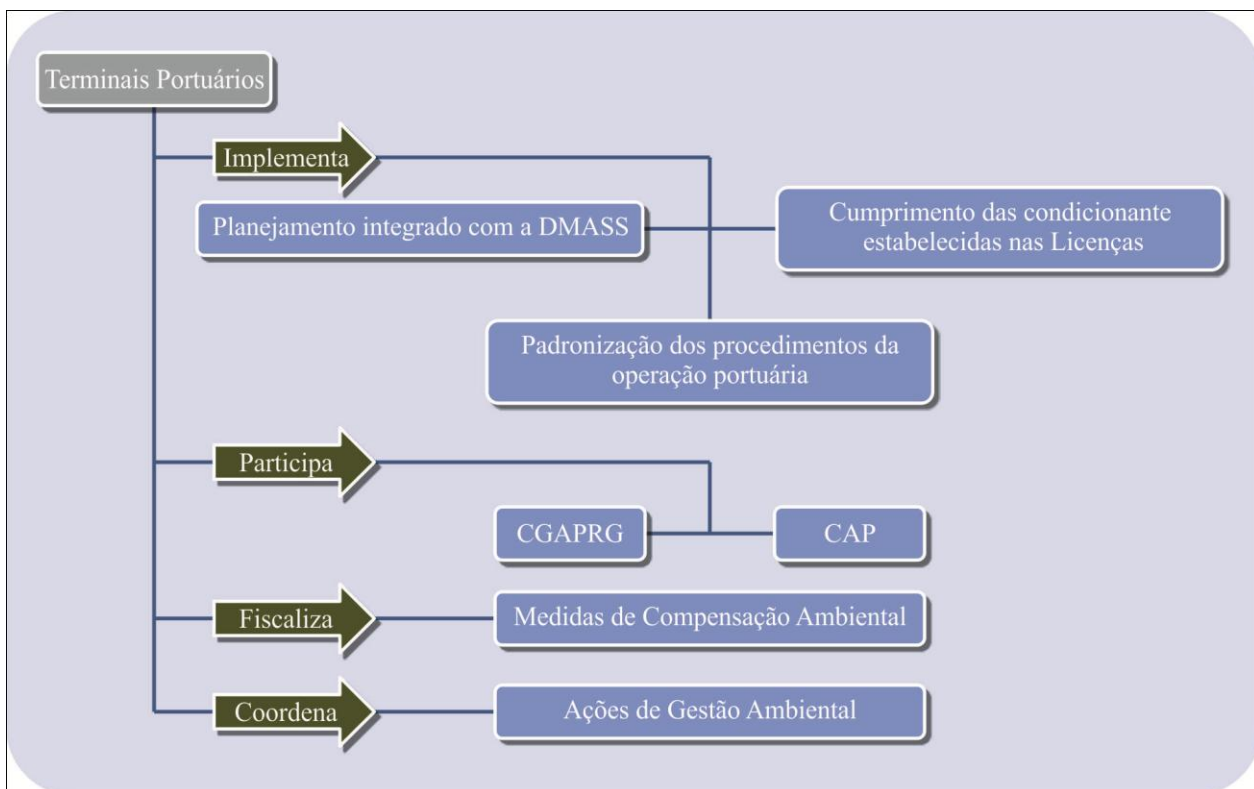 Terminais Portuários
Implementa
Planejamento integrado com a DMASS
Cumprimento das condicionante
estabelecidas nas Licenças
Padronização dos procedimentos da
operação portuária
Participa
CGAPRG
CAP
Fiscaliza
Medidas de Compensação Ambiental
Coordena
Ações de Gestão Ambiental